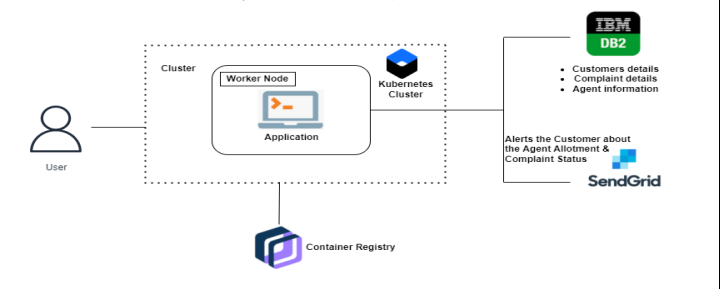 IBM
DB2
Customers details
Complaint details
Agent information
Cluster
Worker Node
Kubernetes
Cluster
Application
User
Alerts the Customer about
the Agent Allotment &
Complaint Status
SendGrid
Container Registry